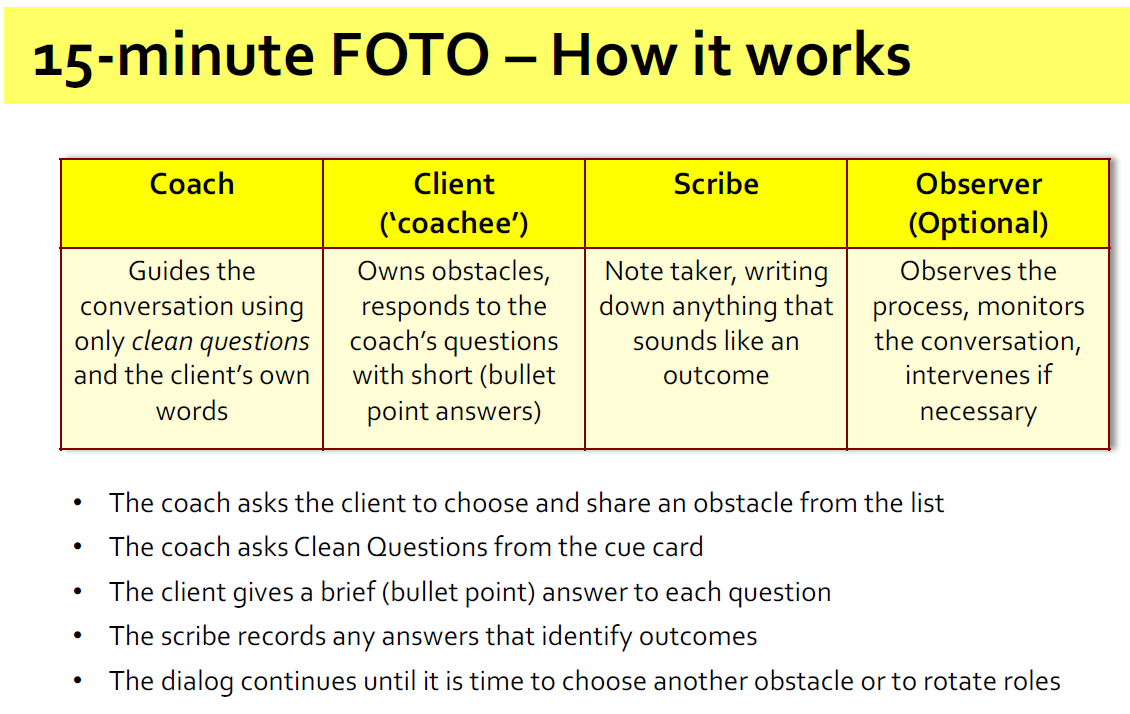 15-minute FOTO – How it works
Coach
Client
(‘coachee’)
Scribe
Observer
(Optional)
Guides the
conversation using
only clean questions
and the client’s own
words
Owns obstacles,
responds to the
coach’s questions
with short (bullet
point answers)
Note taker, writing
down anything that
sounds like an
outcome
Observes the
process, monitors
the conversation,
intervenes if
necessary
• The coach asks the client to choose and share an obstacle from the list
• The coach asks Clean Questions from the cue card
• The client gives a brief (bullet point) answer to each question
• The scribe records any answers that identify outcomes
• The dialog continues until it is time to choose another obstacle or to rotate roles